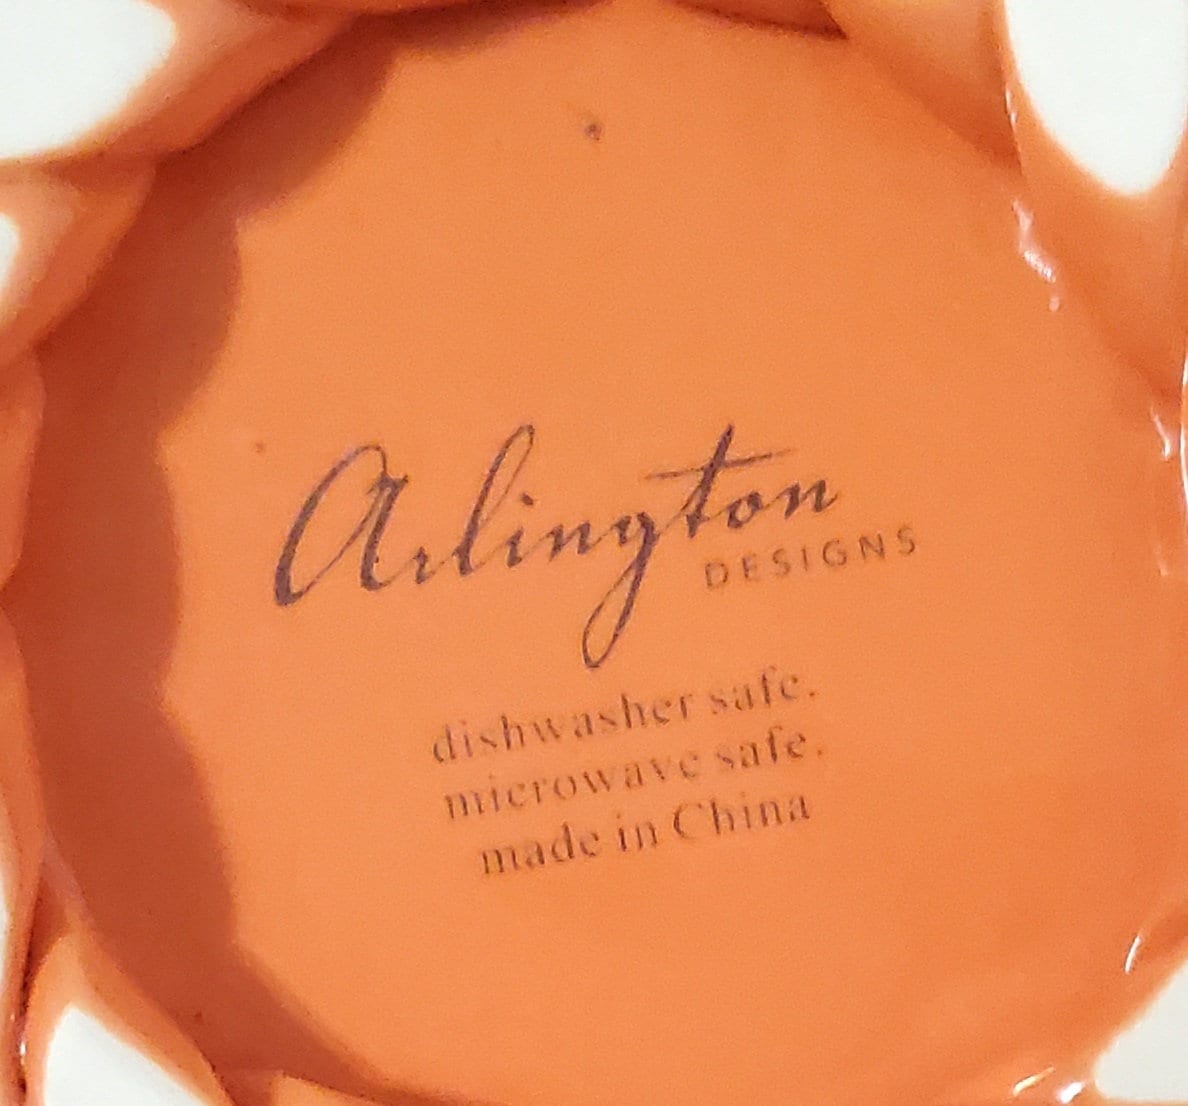 Arlington
DESIGNS
dishwasher safe.
microwave safe.
made in China